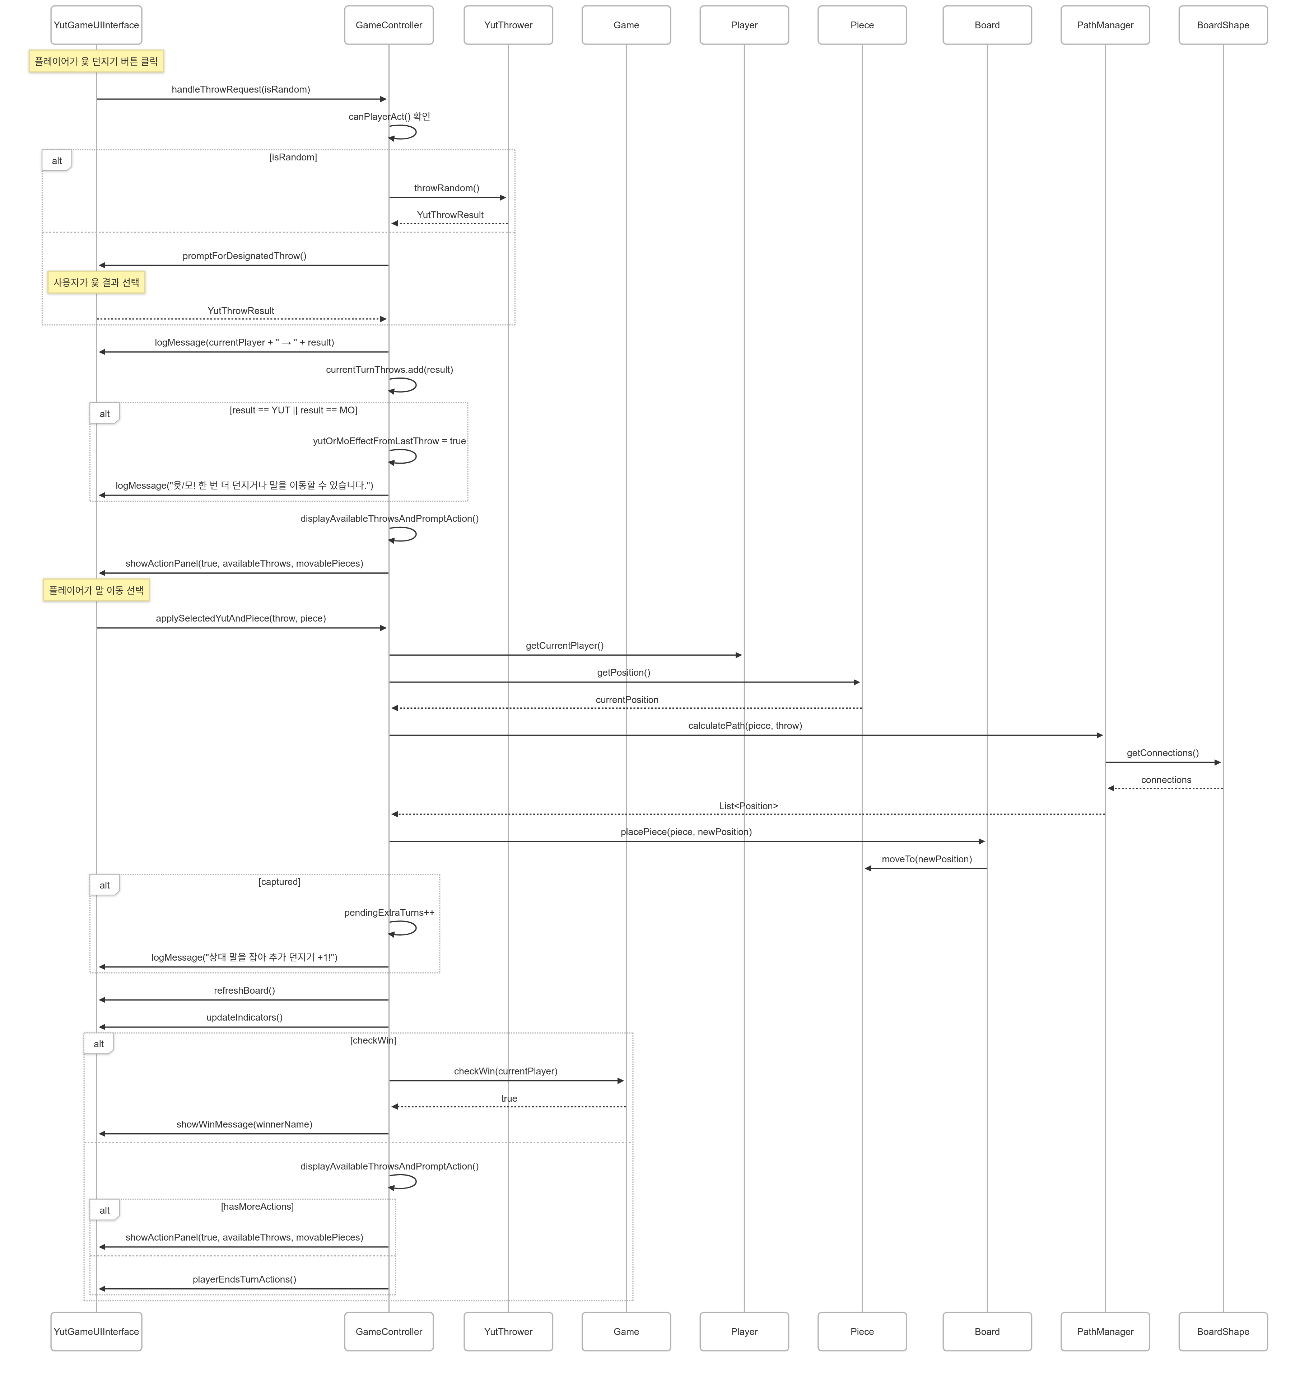 YutGameUIInterface
GameController
YutThrower
Game
Player
Piece
Board
PathManager
BoardShape
플레이어가 윷 던지기 버튼 클릭
handleThrowRequest(isRandom)
canPlayerAct() 확인
alt
[isRandom]
throwRandom()
YutThrowResult
promptForDesignatedThrow()
사용자가 윷 결과 선택
YutThrowResult
logMessage(currentPlayer + " → " + result)
currentTurnThrows.add(result)
alt
[result == YUT || result == MO]
yutOrMoEffectFromLastThrow = true
logMessage("윷/모! 한 번 더 던지거나 말을 이동할 수 있습니다.")
displayAvailableThrowsAndPromptAction()
showActionPanel(true, availableThrows, movablePieces)
플레이어가 말 이동 선택
applySelectedYutAndPiece(throw, piece)
getCurrentPlayer()
getPosition()
currentPosition
calculatePath(piece, throw)
getConnections()
connections
List<Position>
placePiece(piece, newPosition)
moveTo(newPosition)
alt
[captured]
pendingExtraTurns++
logMessage("상대 말을 잡아 추가 던지기 +1!")
refreshBoard()
updateIndicators()
alt
[checkWin]
checkWin(currentPlayer)
true
showWinMessage(winnerName)
displayAvailableThrowsAndPromptAction()
alt
[hasMoreActions]
showActionPanel(true, availableThrows, movablePieces)
playerEndsTurnActions()
YutGameUIInterface
GameController
YutThrower
Game
Player
Piece
Board
PathManager
BoardShape